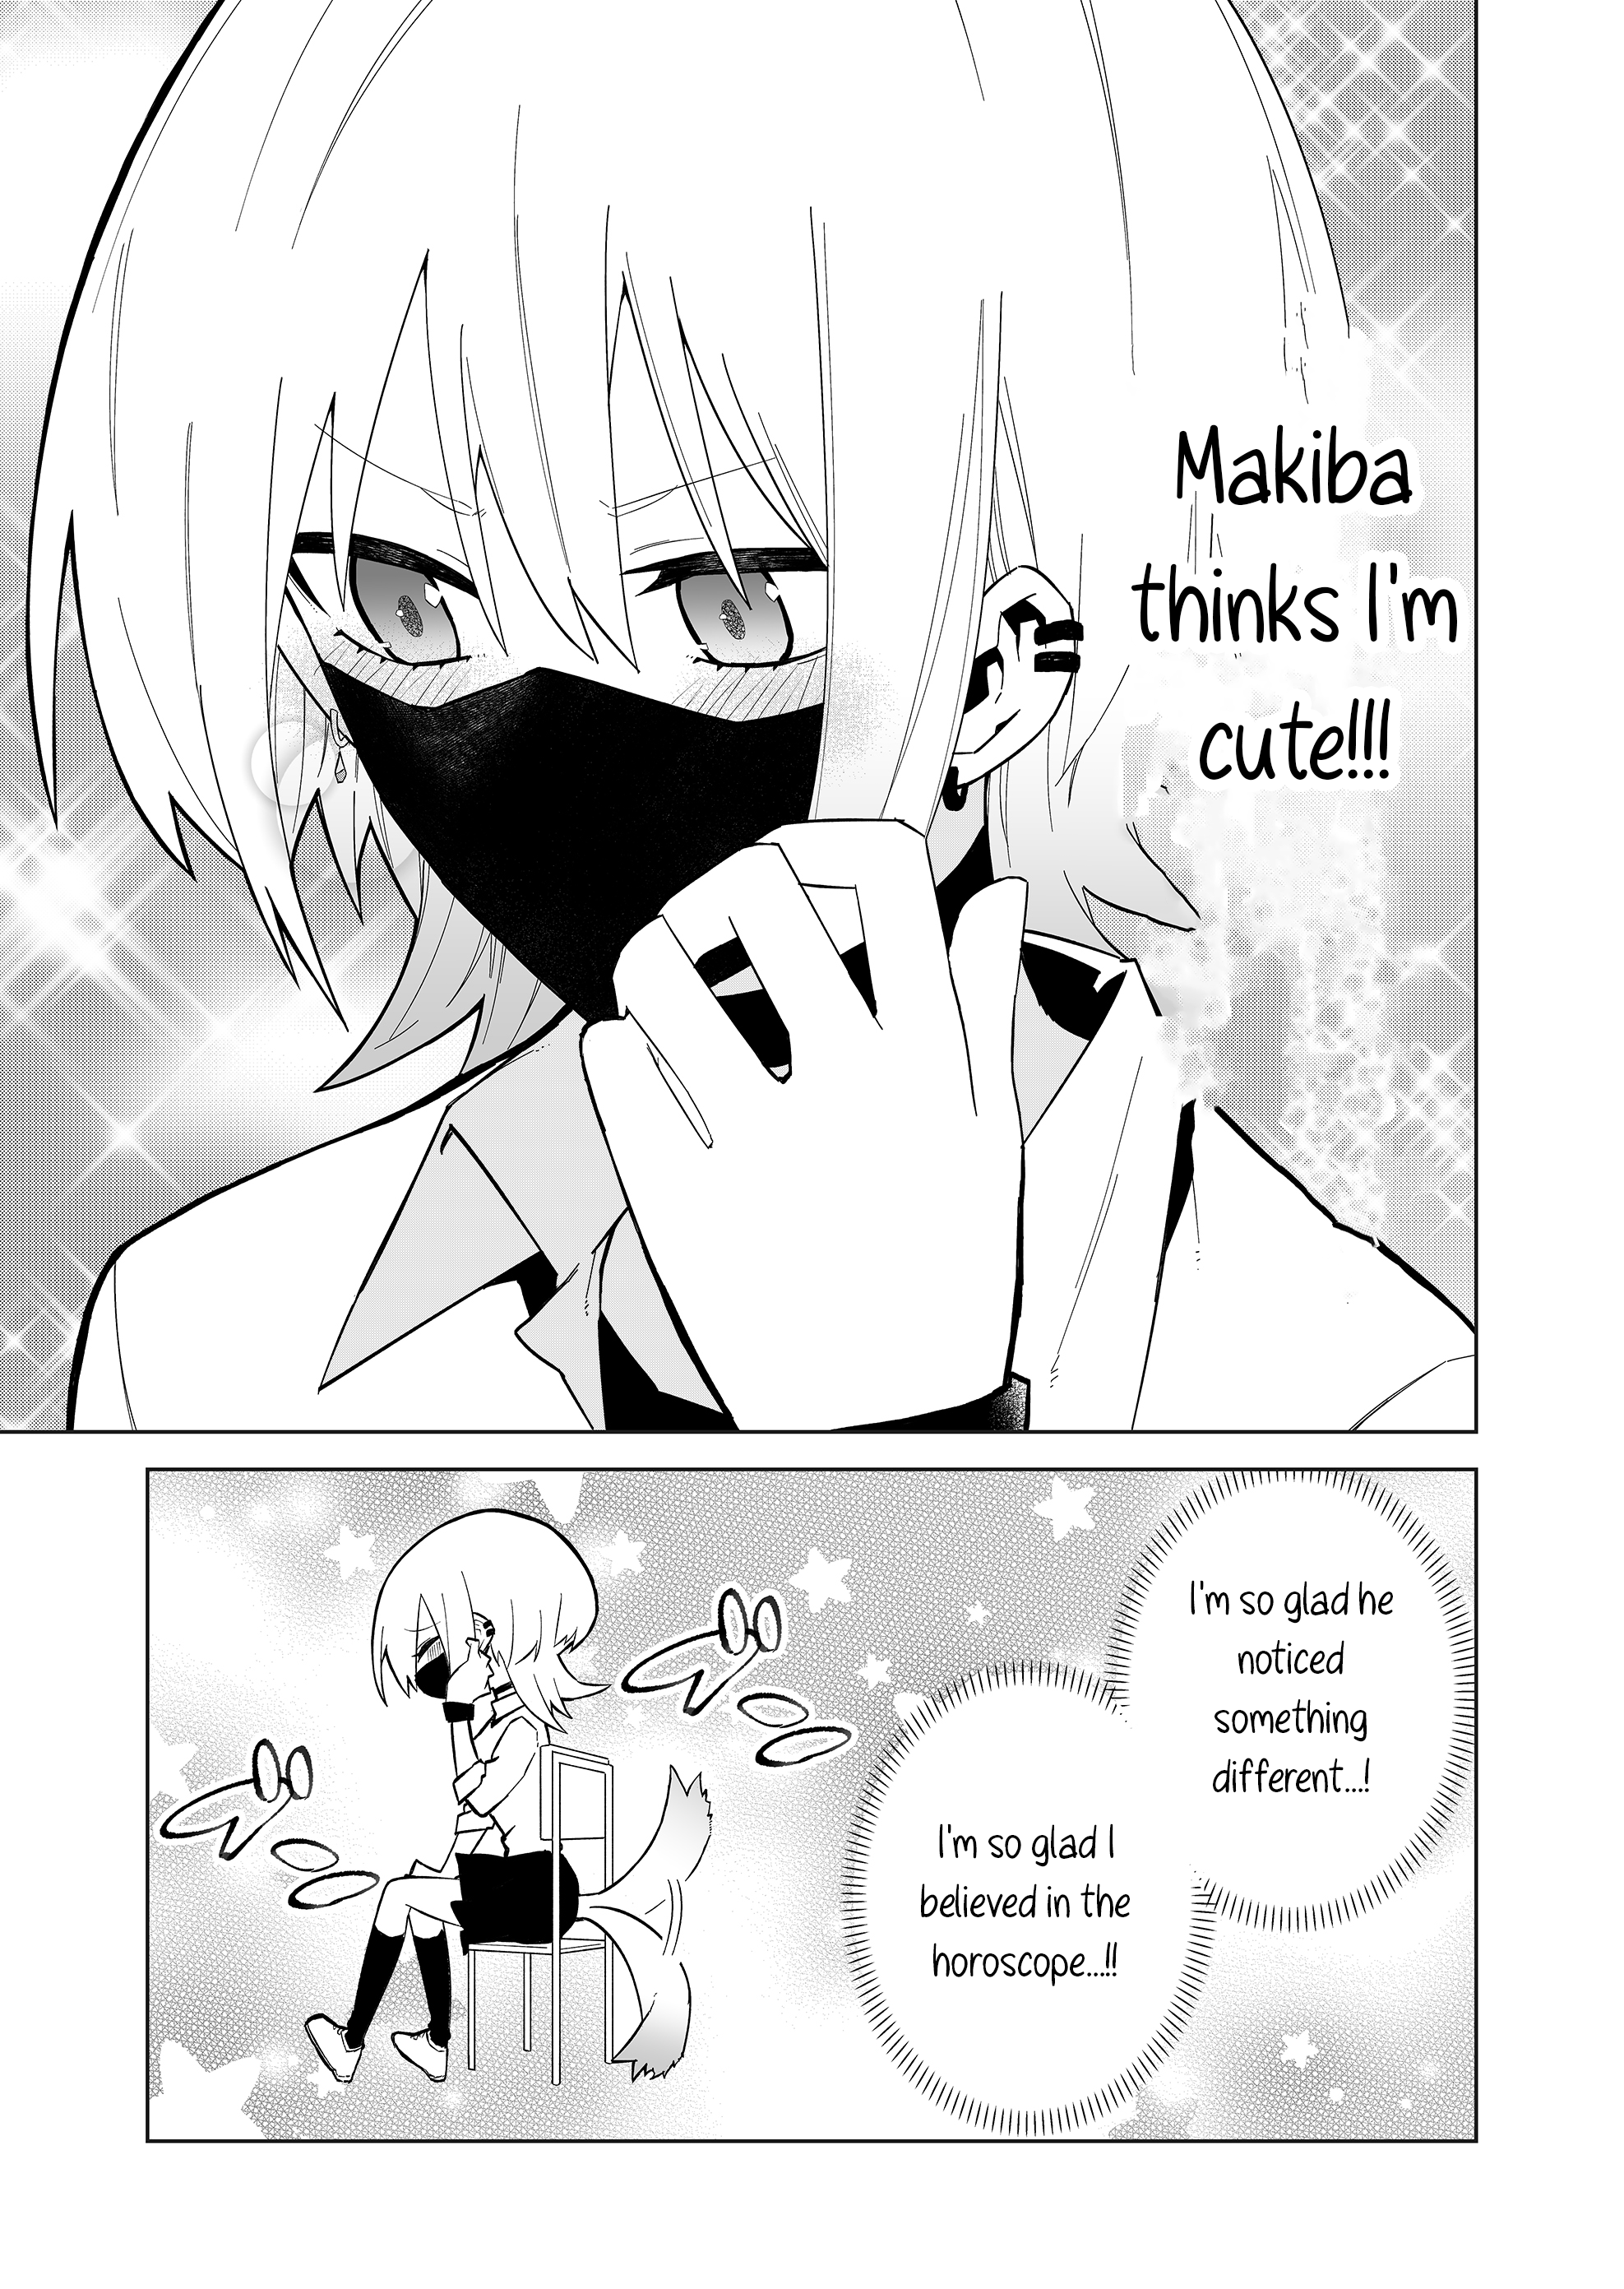 Makiba
thinks I'm
cute!!!
I'm so glad he
noticed
something
different...!
I'm so glad I
believed in the
horoscope...!!